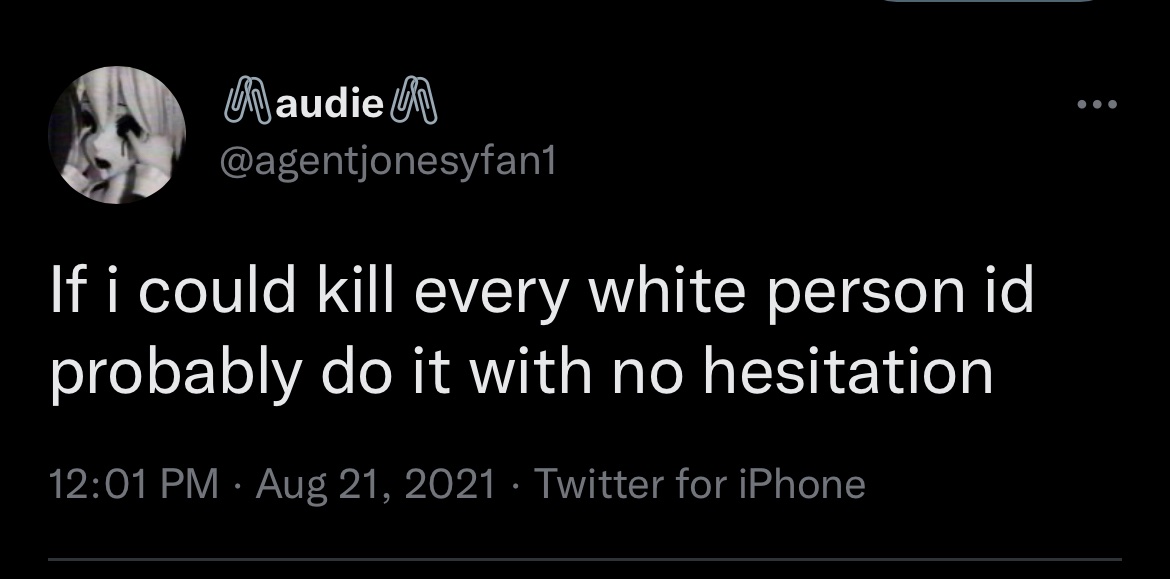 🖇audie🖇
@agentjonesyfan1
If i could kill every white person id
probably do it with no hesitation
12:01 PM · Aug 21, 2021 · Twitter for iPhone